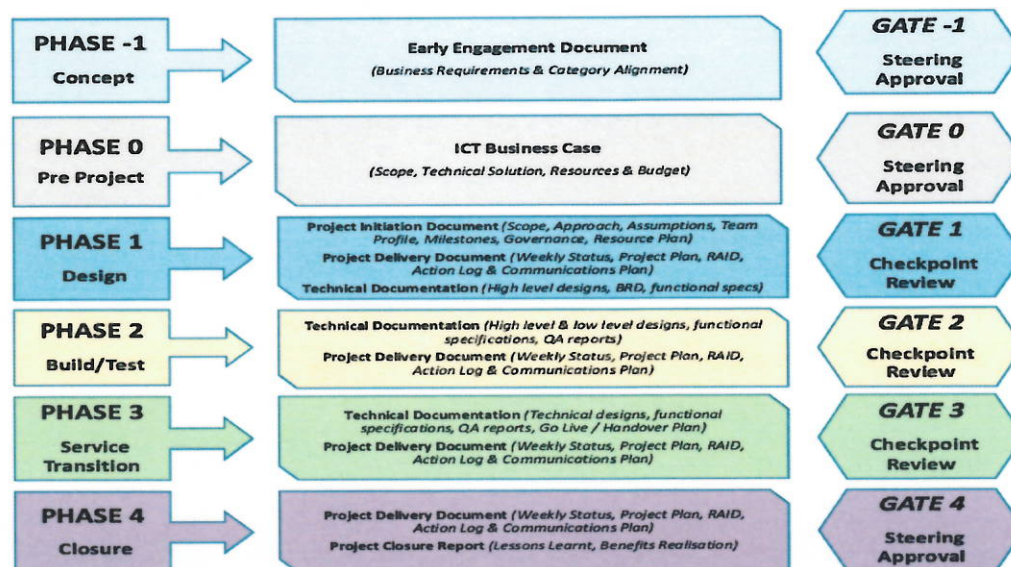 PHASE -1
Concept
Early Engagement Document
(Business Requirements & Category Alignment)
GATE -1
Steering
Approval
PHASE 0
Pre Project
ICT Business Case
(Scope, Technical Solution, Resources & Budget)
GATE 0
Steering
Approval
PHASE 1
Design
Project Initiation Document (Scope, Approach, Assumptions, Team
Profile, Milestones, Governance, Resource Plan)
Project Delivery Document (Weekly Status, Project Plan, RAID,
Action Log & Communications Plan)
Technical Documentation (High level designs, BRD, functional specs)
GATE 1
Checkpoint
Review
PHASE 2
Build/Test
Technical Documentation (High level & low level designs, functional
specifications, QA reports)
Project Delivery Document (Weekly Status, Project Plan, RAID,
Action Log & Communications Plan)
GATE 2
Checkpoint
Review
PHASE 3
Service
Transition
Technical Documentation (Technical designs, functional
specifications, QA reports, Go Live / Handover Plan)
Project Delivery Document (Weekly Status, Project Plan, RAID,
Action Log & Communications Plan)
GATE 3
Checkpoint
Review
PHASE 4
Closure
Project Delivery Document (Weekly Status, Project Plan, RAID,
Action Log & Communications Plan)
Project Closure Report (Lessons Learnt, Benefits Realisation)
GATE 4
Steering
Approval